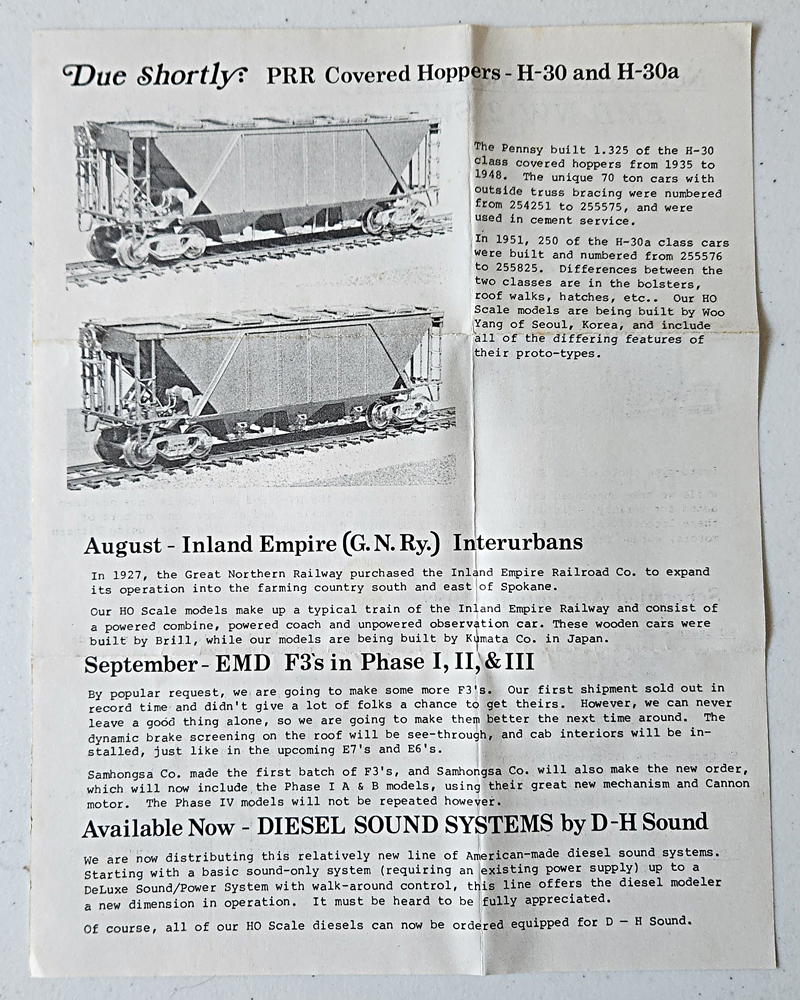 Due Shortly? PRR Covered Hoppers - H-30 and H-30a
The Pennsy built 1.325 of the H-30
class covered hoppers from 1935 to
1948. The unique 70 ton cars with
outside truss bracing were numbered
from 254251 to 255575, and were
used in cement service.
In 1951, 250 of the H-30a class cars
were built and numbered from 255576
to 255825. Differences between the
two classes are in the bolsters,
roof walks, hatches, etc.. Our HO
Scale models are being built by Woo
Yang of Seoul, Korea, and include
all of the differing features of
their proto-types.
August - Inland Empire (G.N.Ry.) Interurbans
In 1927, the Great Northern Railway purchased the Inland Empire Railroad Co. to expand
its operation into the farming country south and east of Spokane.
Our HO Scale models make up a typical train of the Inland Empire Railway and consist of
a powered combine, powered coach and unpowered observation car. These wooden cars were
built by Brill, while our models are being built by Kumata Co. in Japan.
September - EMD F3's in Phase I, II, & III
By popular request, we are going to make some more F3's. Our first shipment sold out in
record time and didn't give a lot of folks a chance to get theirs. However, we can never
leave a good thing alone, so we are going to make them better the next time around. The
dynamic brake screening on the roof will be see-through, and cab interiors will be in-
stalled, just like in the upcoming E7's and E6's.
Samhongsa Co. made the first batch of F3's, and Samhongsa Co. will also make the new order,
which will now include the Phase I A & B models, using their great new mechanism and Cannon
motor. The Phase IV models will not be repeated however.
Available Now - DIESEL SOUND SYSTEMS by D-H Sound
We are now distributing this relatively new line of American-made diesel sound systems.
Starting with a basic sound-only system (requiring an existing power supply) up to a
DeLuxe Sound/Power System with walk-around control, this line offers the diesel modeler
a new dimension in operation. It must be heard to be fully appreciated.
Of course, all of our HO Scale diesels can now be ordered equipped for D - H Sound.